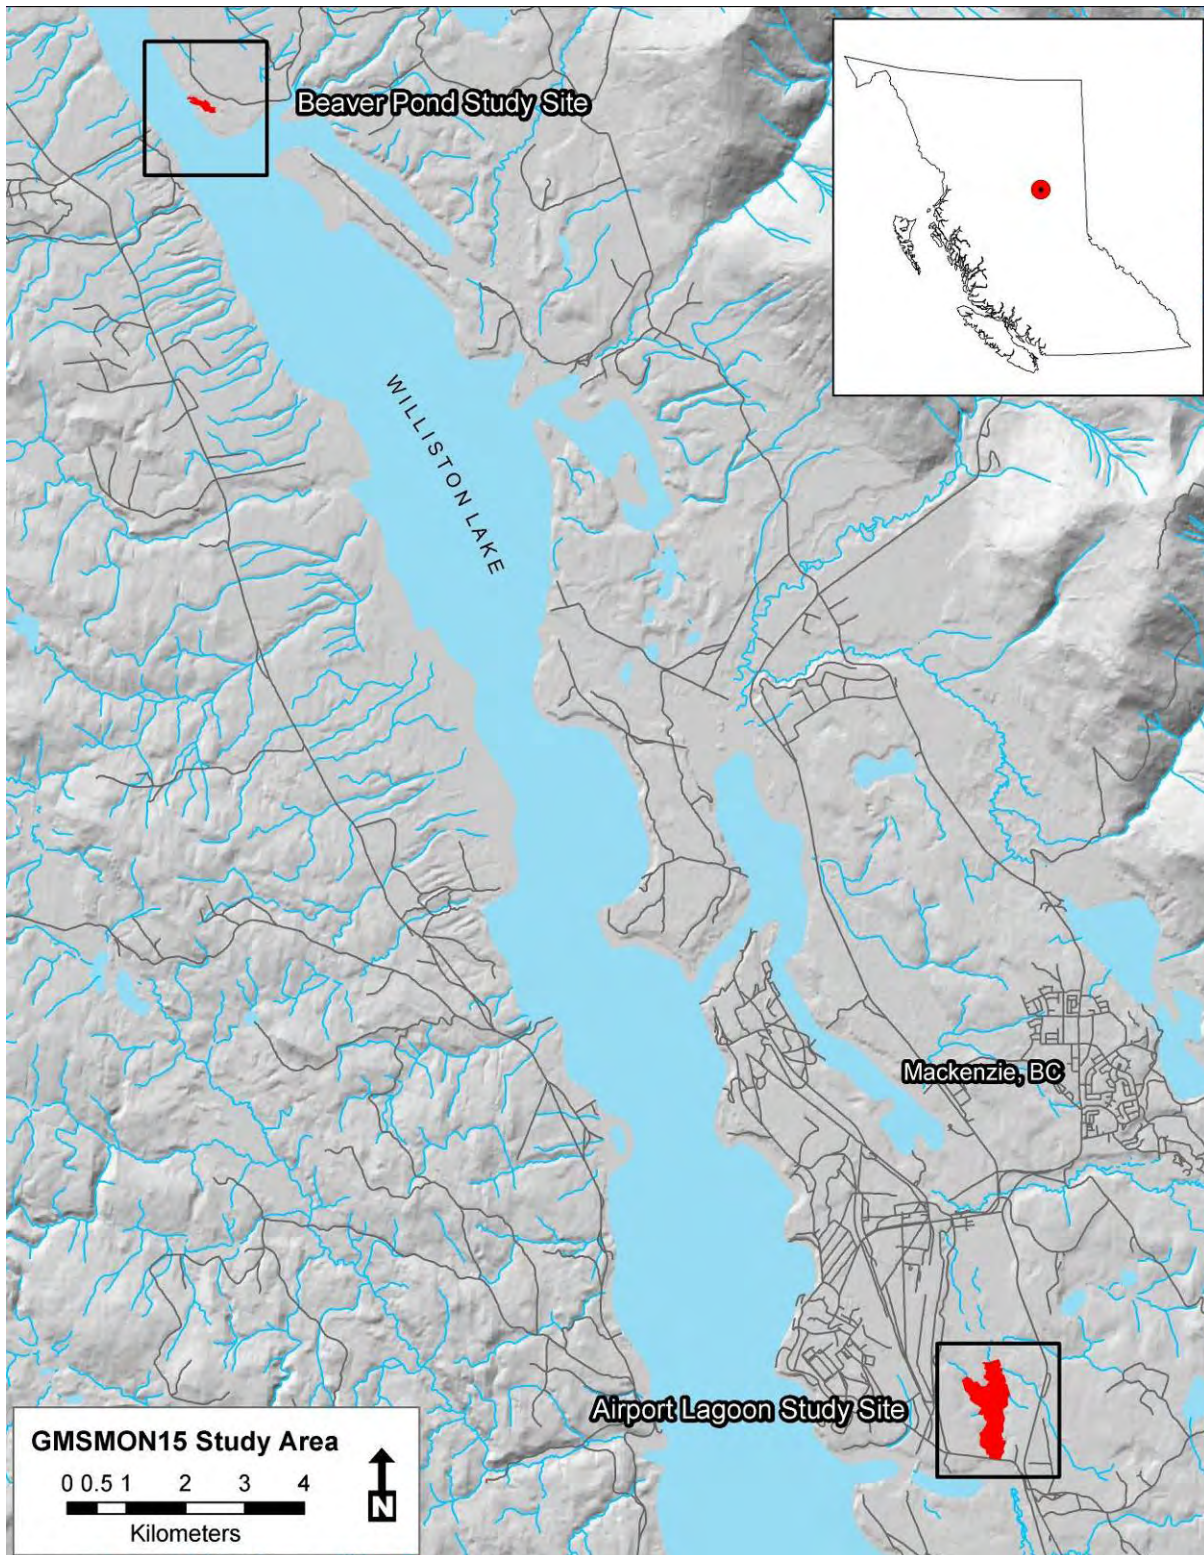 Beaver Pond Study Site
WILLISTON LAKE
Mackenzie, BC
Airport Lagoon Study Site
GMSMON15 Study Area
0 0.5 1 2 3 4
Kilometers
N